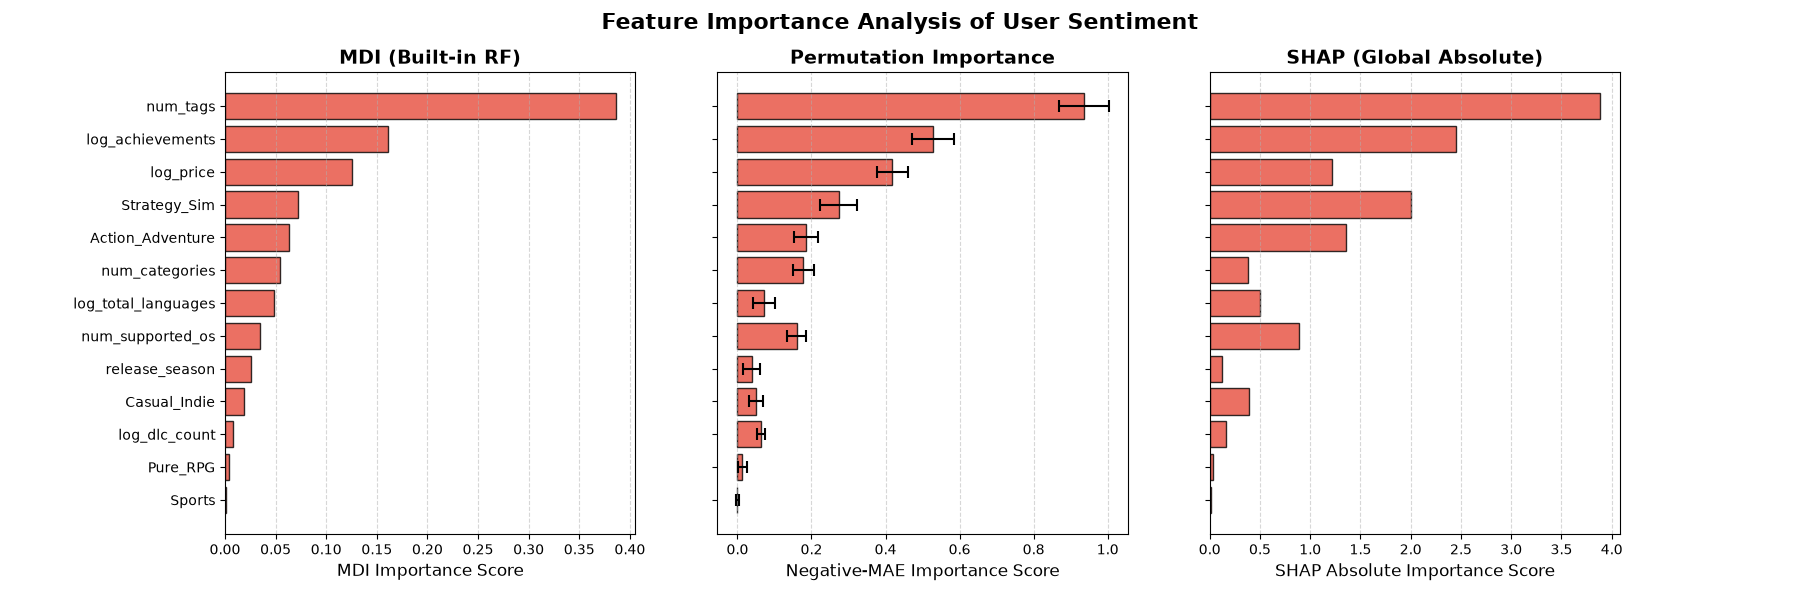 Feature Importance Analysis of User Sentiment
MDI (Built-in RF)
num_tags
log_achievements
log_price
Strategy_Sim
Action_Adventure
num_categories
log_total_languages
num_supported_os
release_season
Casual_Indie
log_dlc_count
Pure_RPG
Sports
0.00 0.05 0.10 0.15 0.20 0.25 0.30 0.35 0.40
MDI Importance Score
Permutation Importance
0.0 0.2 0.4 0.6 0.8 1.0
Negative-MAE Importance Score
SHAP (Global Absolute)
0.0 0.5 1.0 1.5 2.0 2.5 3.0 3.5 4.0
SHAP Absolute Importance Score